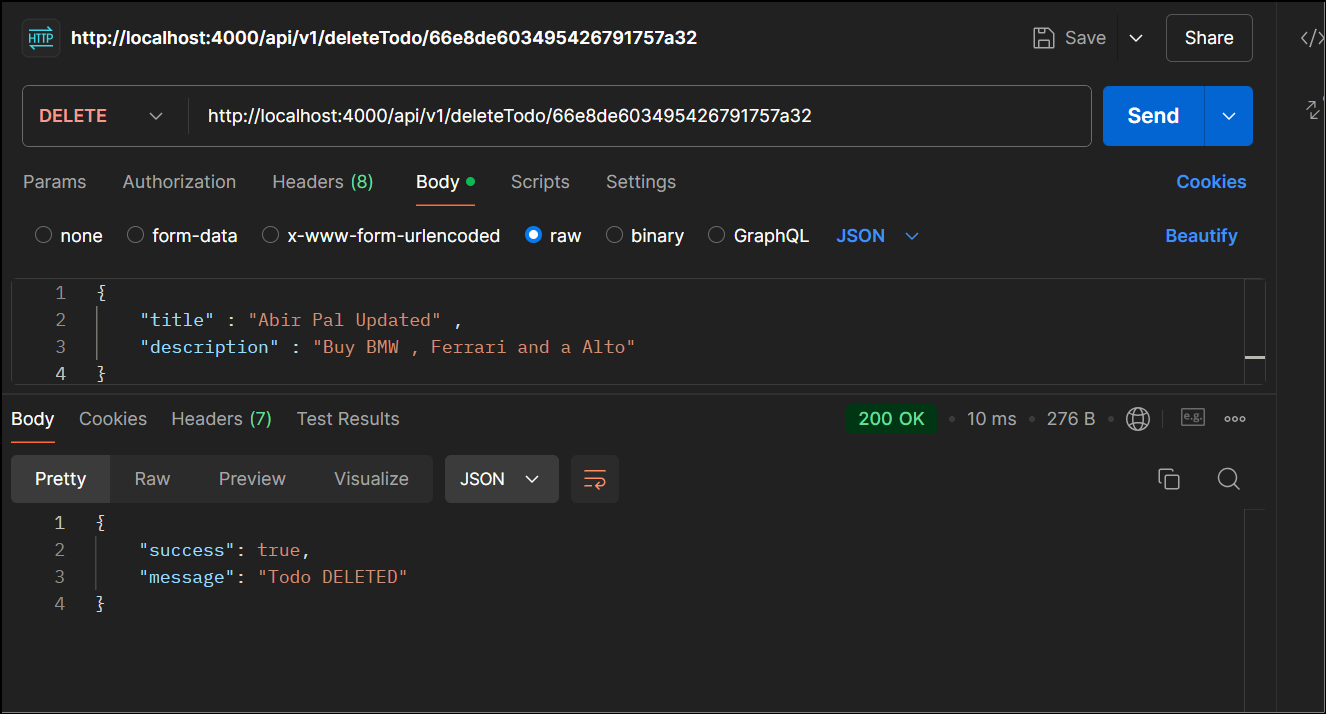 HTTP http://localhost:4000/api/v1/deleteTodo/66e8de603495426791757a32 Save Share </>
DELETE http://localhost:4000/api/v1/deleteTodo/66e8de603495426791757a32 Send
Params Authorization Headers (8) Body Scripts Settings Cookies
none form-data x-www-form-urlencoded raw binary GraphQL JSON Beautify
1 {
2 "title" : "Abir Pal Updated" ,
3 "description" : "Buy BMW , Ferrari and a Alto"
4 }
Body Cookies Headers (7) Test Results 200 OK • 10 ms • 276 B • e.g.
Pretty Raw Preview Visualize JSON
1 {
2 "success": true,
3 "message": "Todo DELETED"
4 }